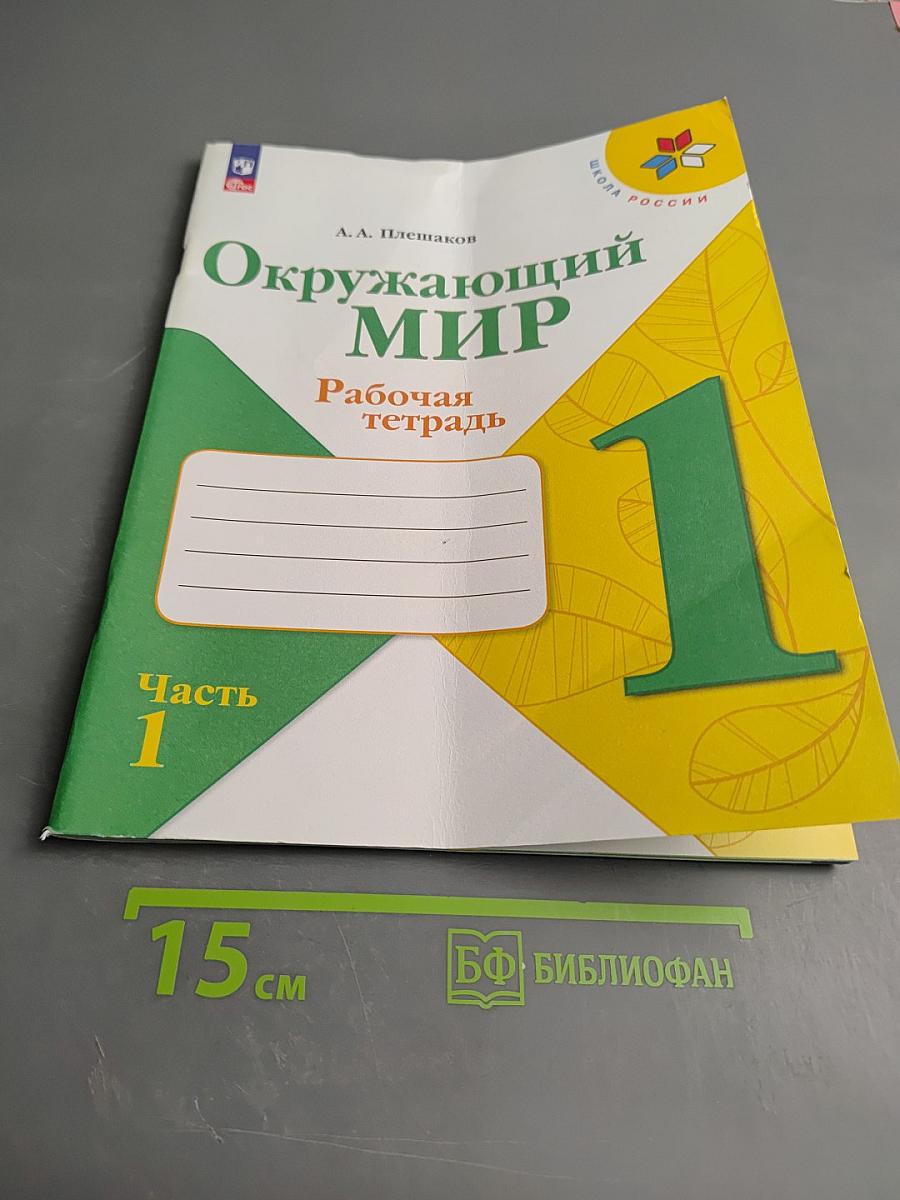 ШКОЛА РОССИИ
А. А. Плешаков
Окружающий
МИР
Рабочая
тетрадь
1
Часть
1
15 см
БФ БИБЛИОФАН